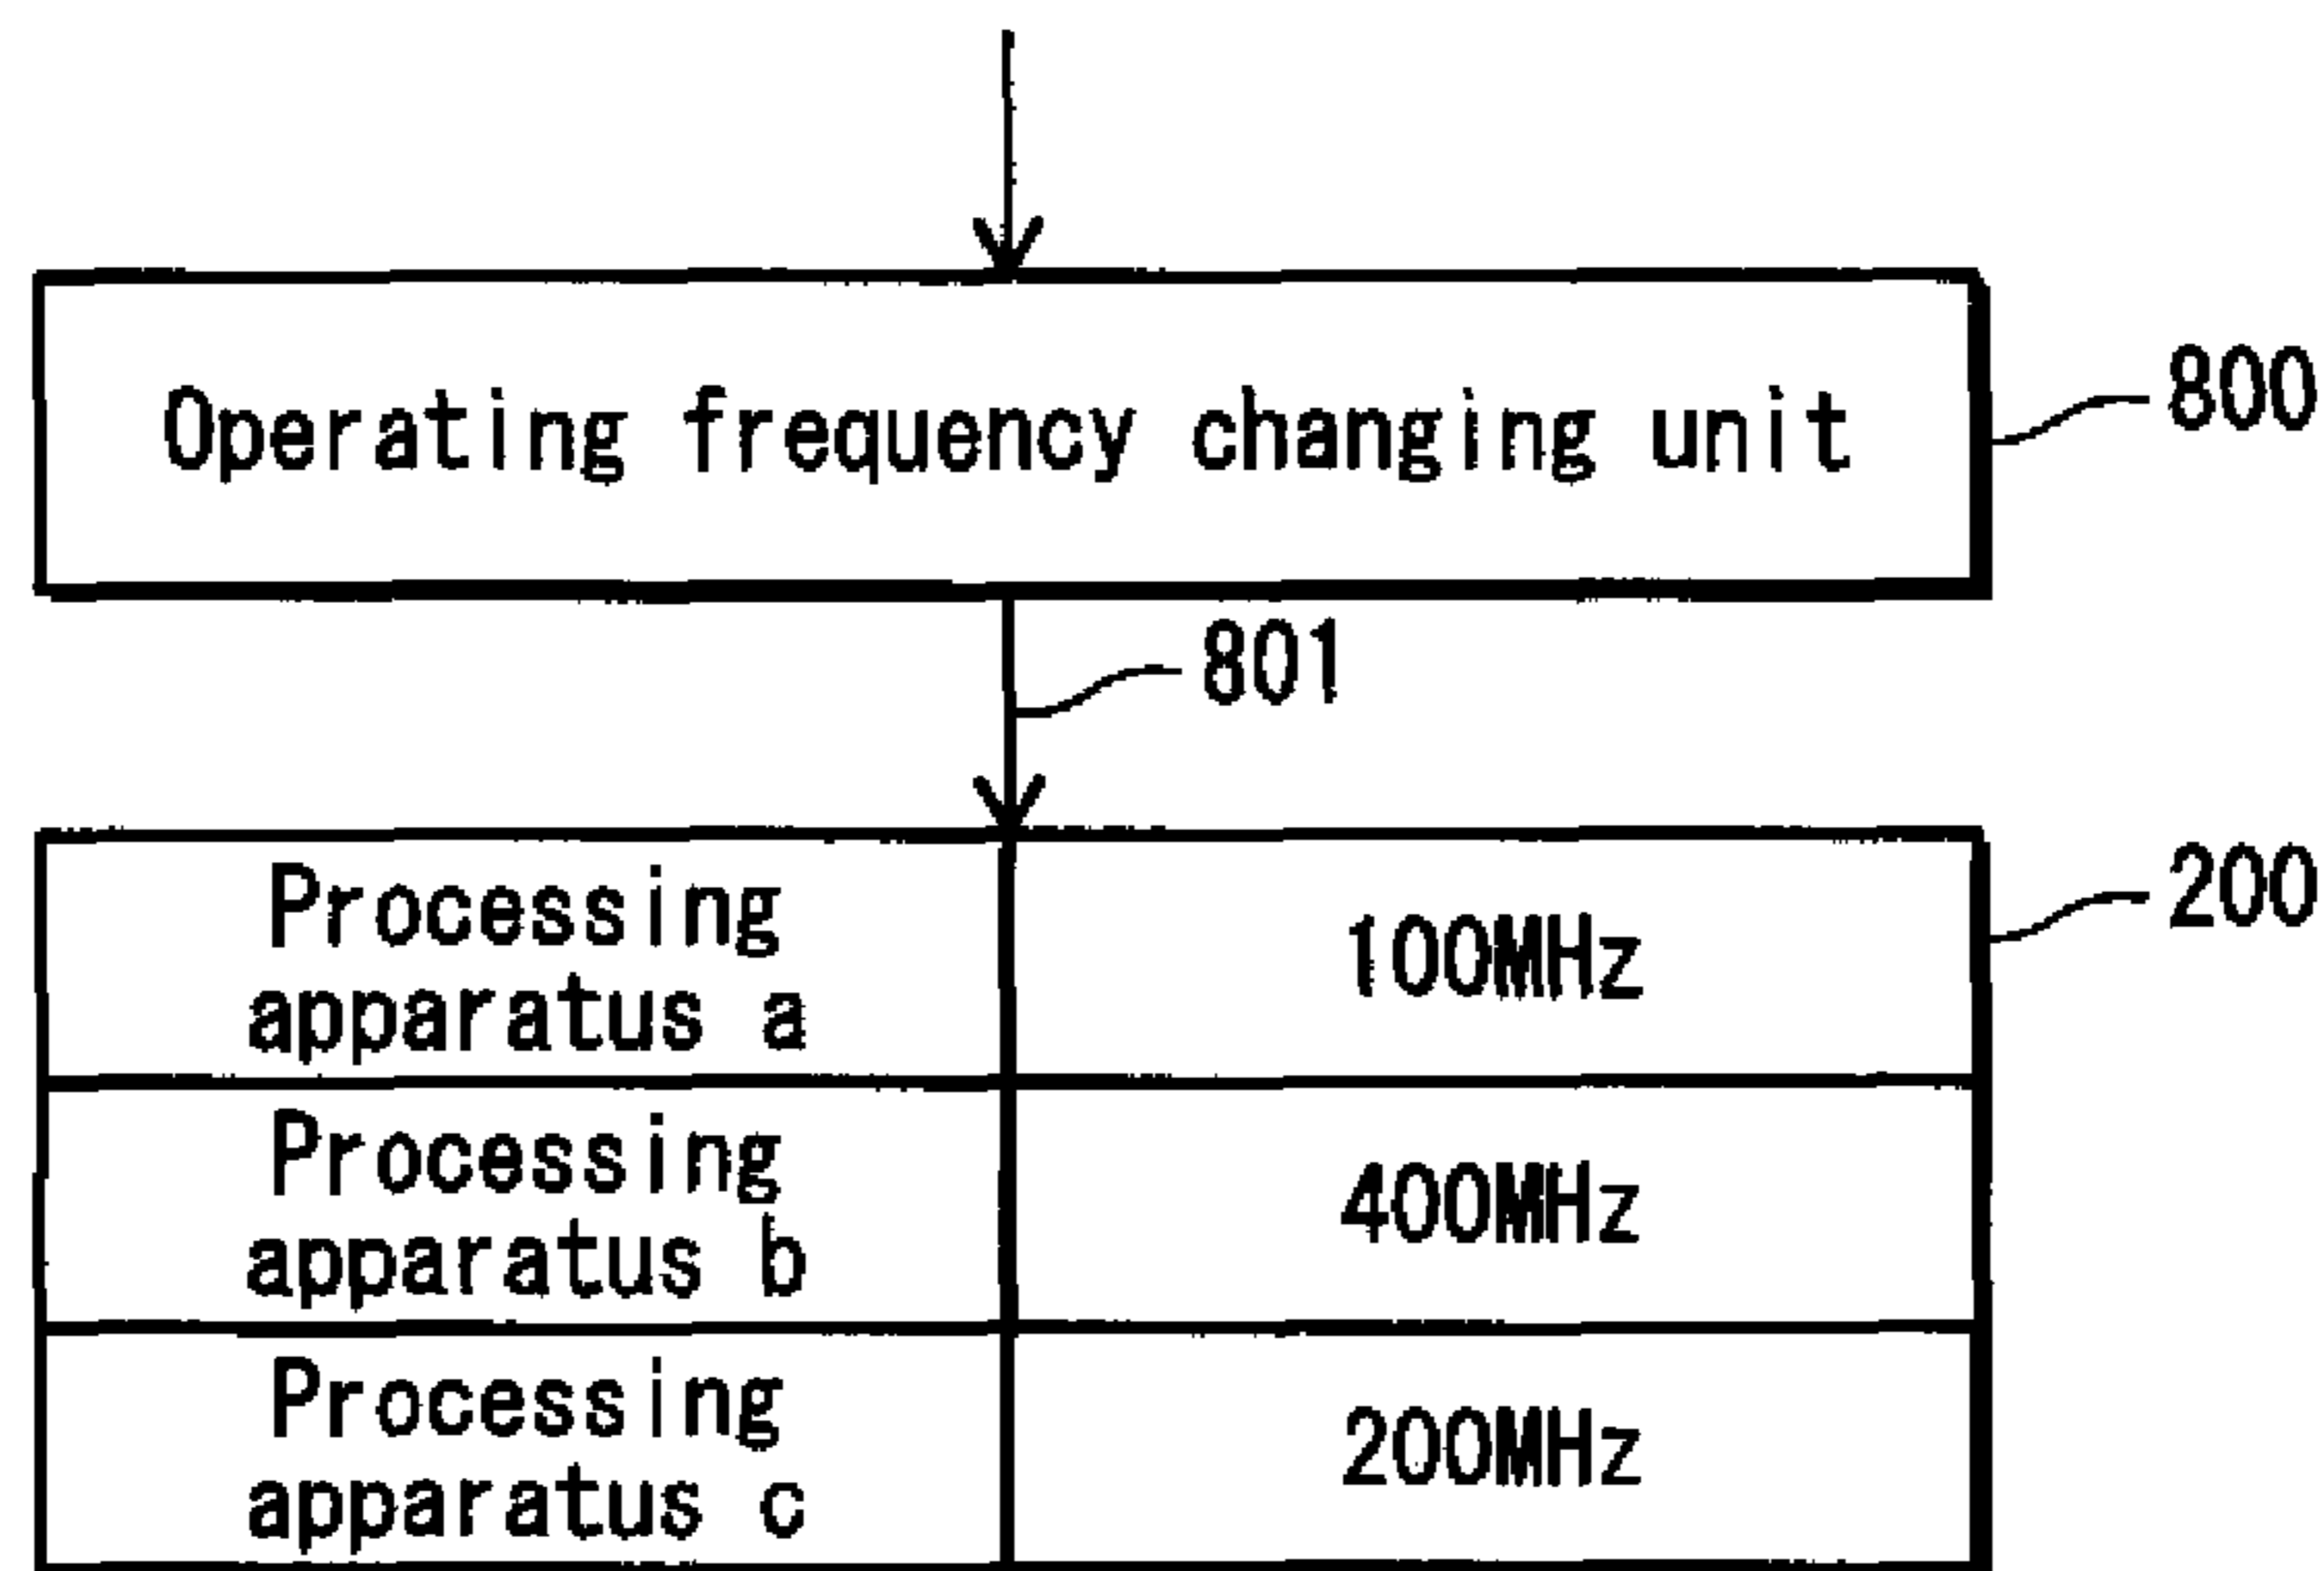 Operating frequency changing unit
800
801
200
Processing
apparatus a
100MHz
Processing
apparatus b
400MHz
Processing
apparatus c
200MHz